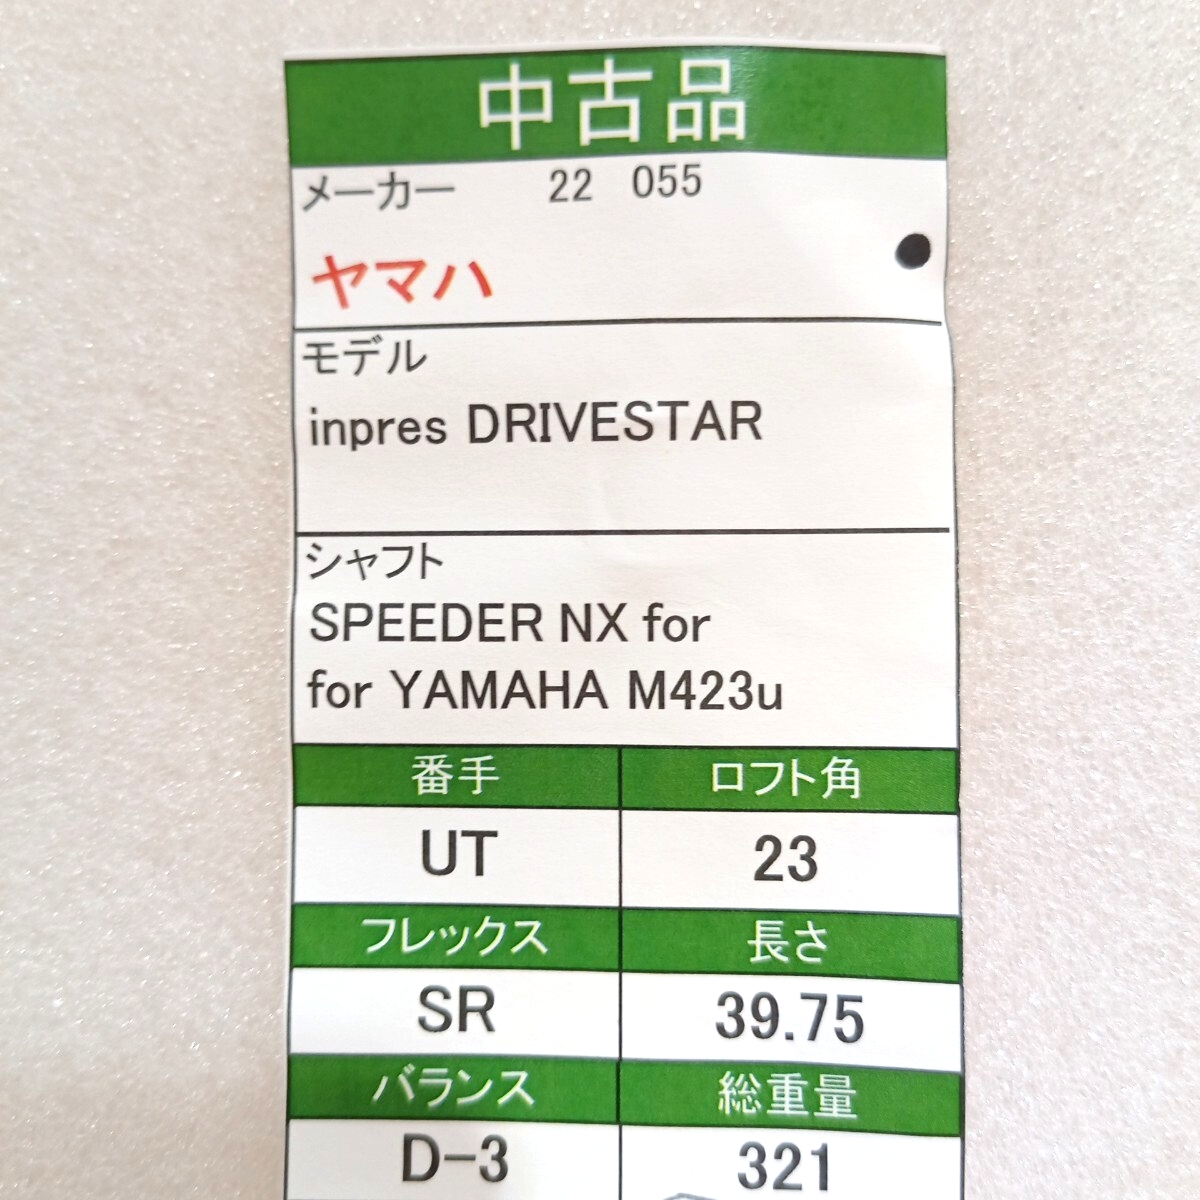 中古品
メーカー 22 055
ヤマハ
モデル
inpres DRIVESTAR
シャフト
SPEEDER NX for
for YAMAHA M423u
番手 ロフト角
UT 23
フレックス 長さ
SR 39.75
バランス 総重量
D-3 321